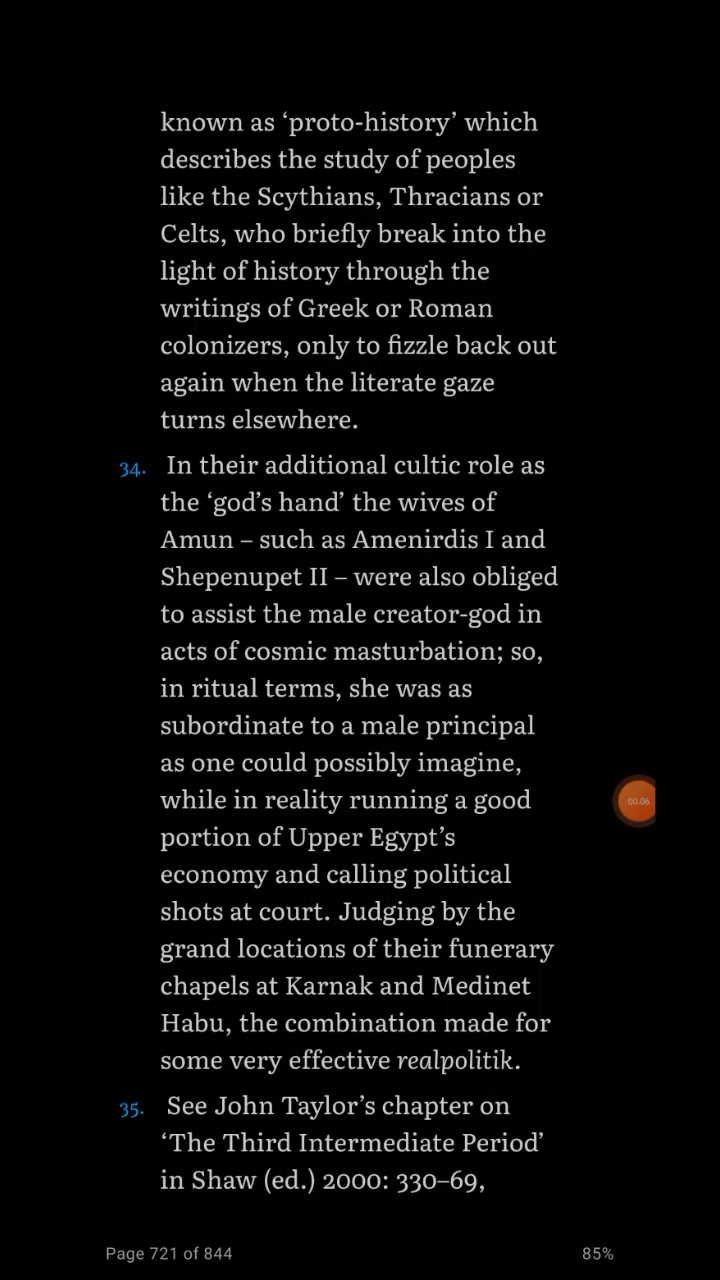 known as ‘proto-history’ which
describes the study of peoples
like the Scythians, Thracians or
Celts, who briefly break into the
light of history through the
writings of Greek or Roman
colonizers, only to fizzle back out
again when the literate gaze
turns elsewhere.
34. In their additional cultic role as
the ‘god’s hand’ the wives of
Amun – such as Amenirdis I and
Shepenupet II – were also obliged
to assist the male creator-god in
acts of cosmic masturbation; so,
in ritual terms, she was as
subordinate to a male principal
as one could possibly imagine,
while in reality running a good
portion of Upper Egypt’s
economy and calling political
shots at court. Judging by the
grand locations of their funerary
chapels at Karnak and Medinet
Habu, the combination made for
some very effective realpolitik.
35. See John Taylor’s chapter on
‘The Third Intermediate Period’
in Shaw (ed.) 2000: 330–69,
00:06
Page 721 of 844 85%